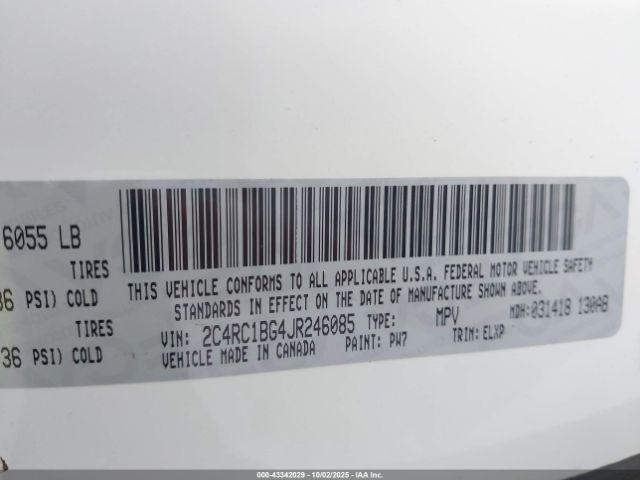 6055 LB
TIRES
36 PSI) COLD
TIRES
36 PSI) COLD
THIS VEHICLE CONFORMS TO ALL APPLICABLE U.S.A. FEDERAL MOTOR VEHICLE SAFETY
STANDARDS IN EFFECT ON THE DATE OF MANUFACTURE SHOWN ABOVE.
VIN: 2C4RC1BG4JR246085 TYPE: MPV MDH:031418 130AB
VEHICLE MADE IN CANADA PAINT: PW7 TRIM: ELXP
000-43342029 - 10/02/2025 - Copart, Inc.